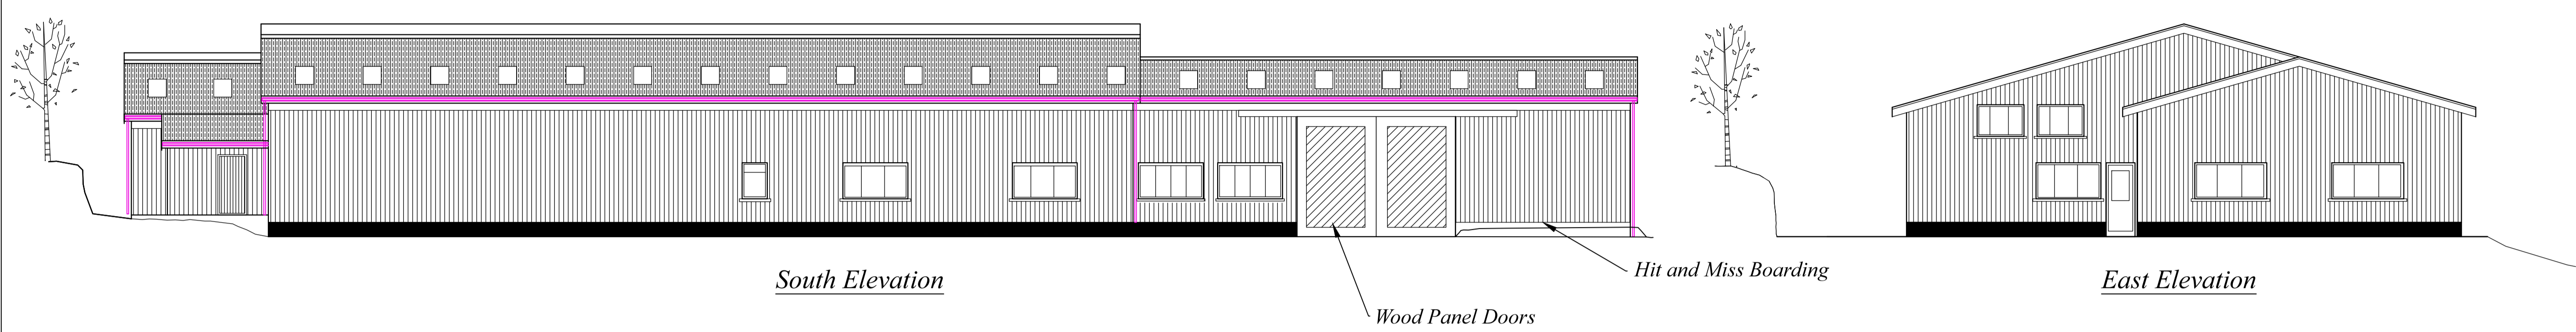 South Elevation
Hit and Miss Boarding
East Elevation
Wood Panel Doors